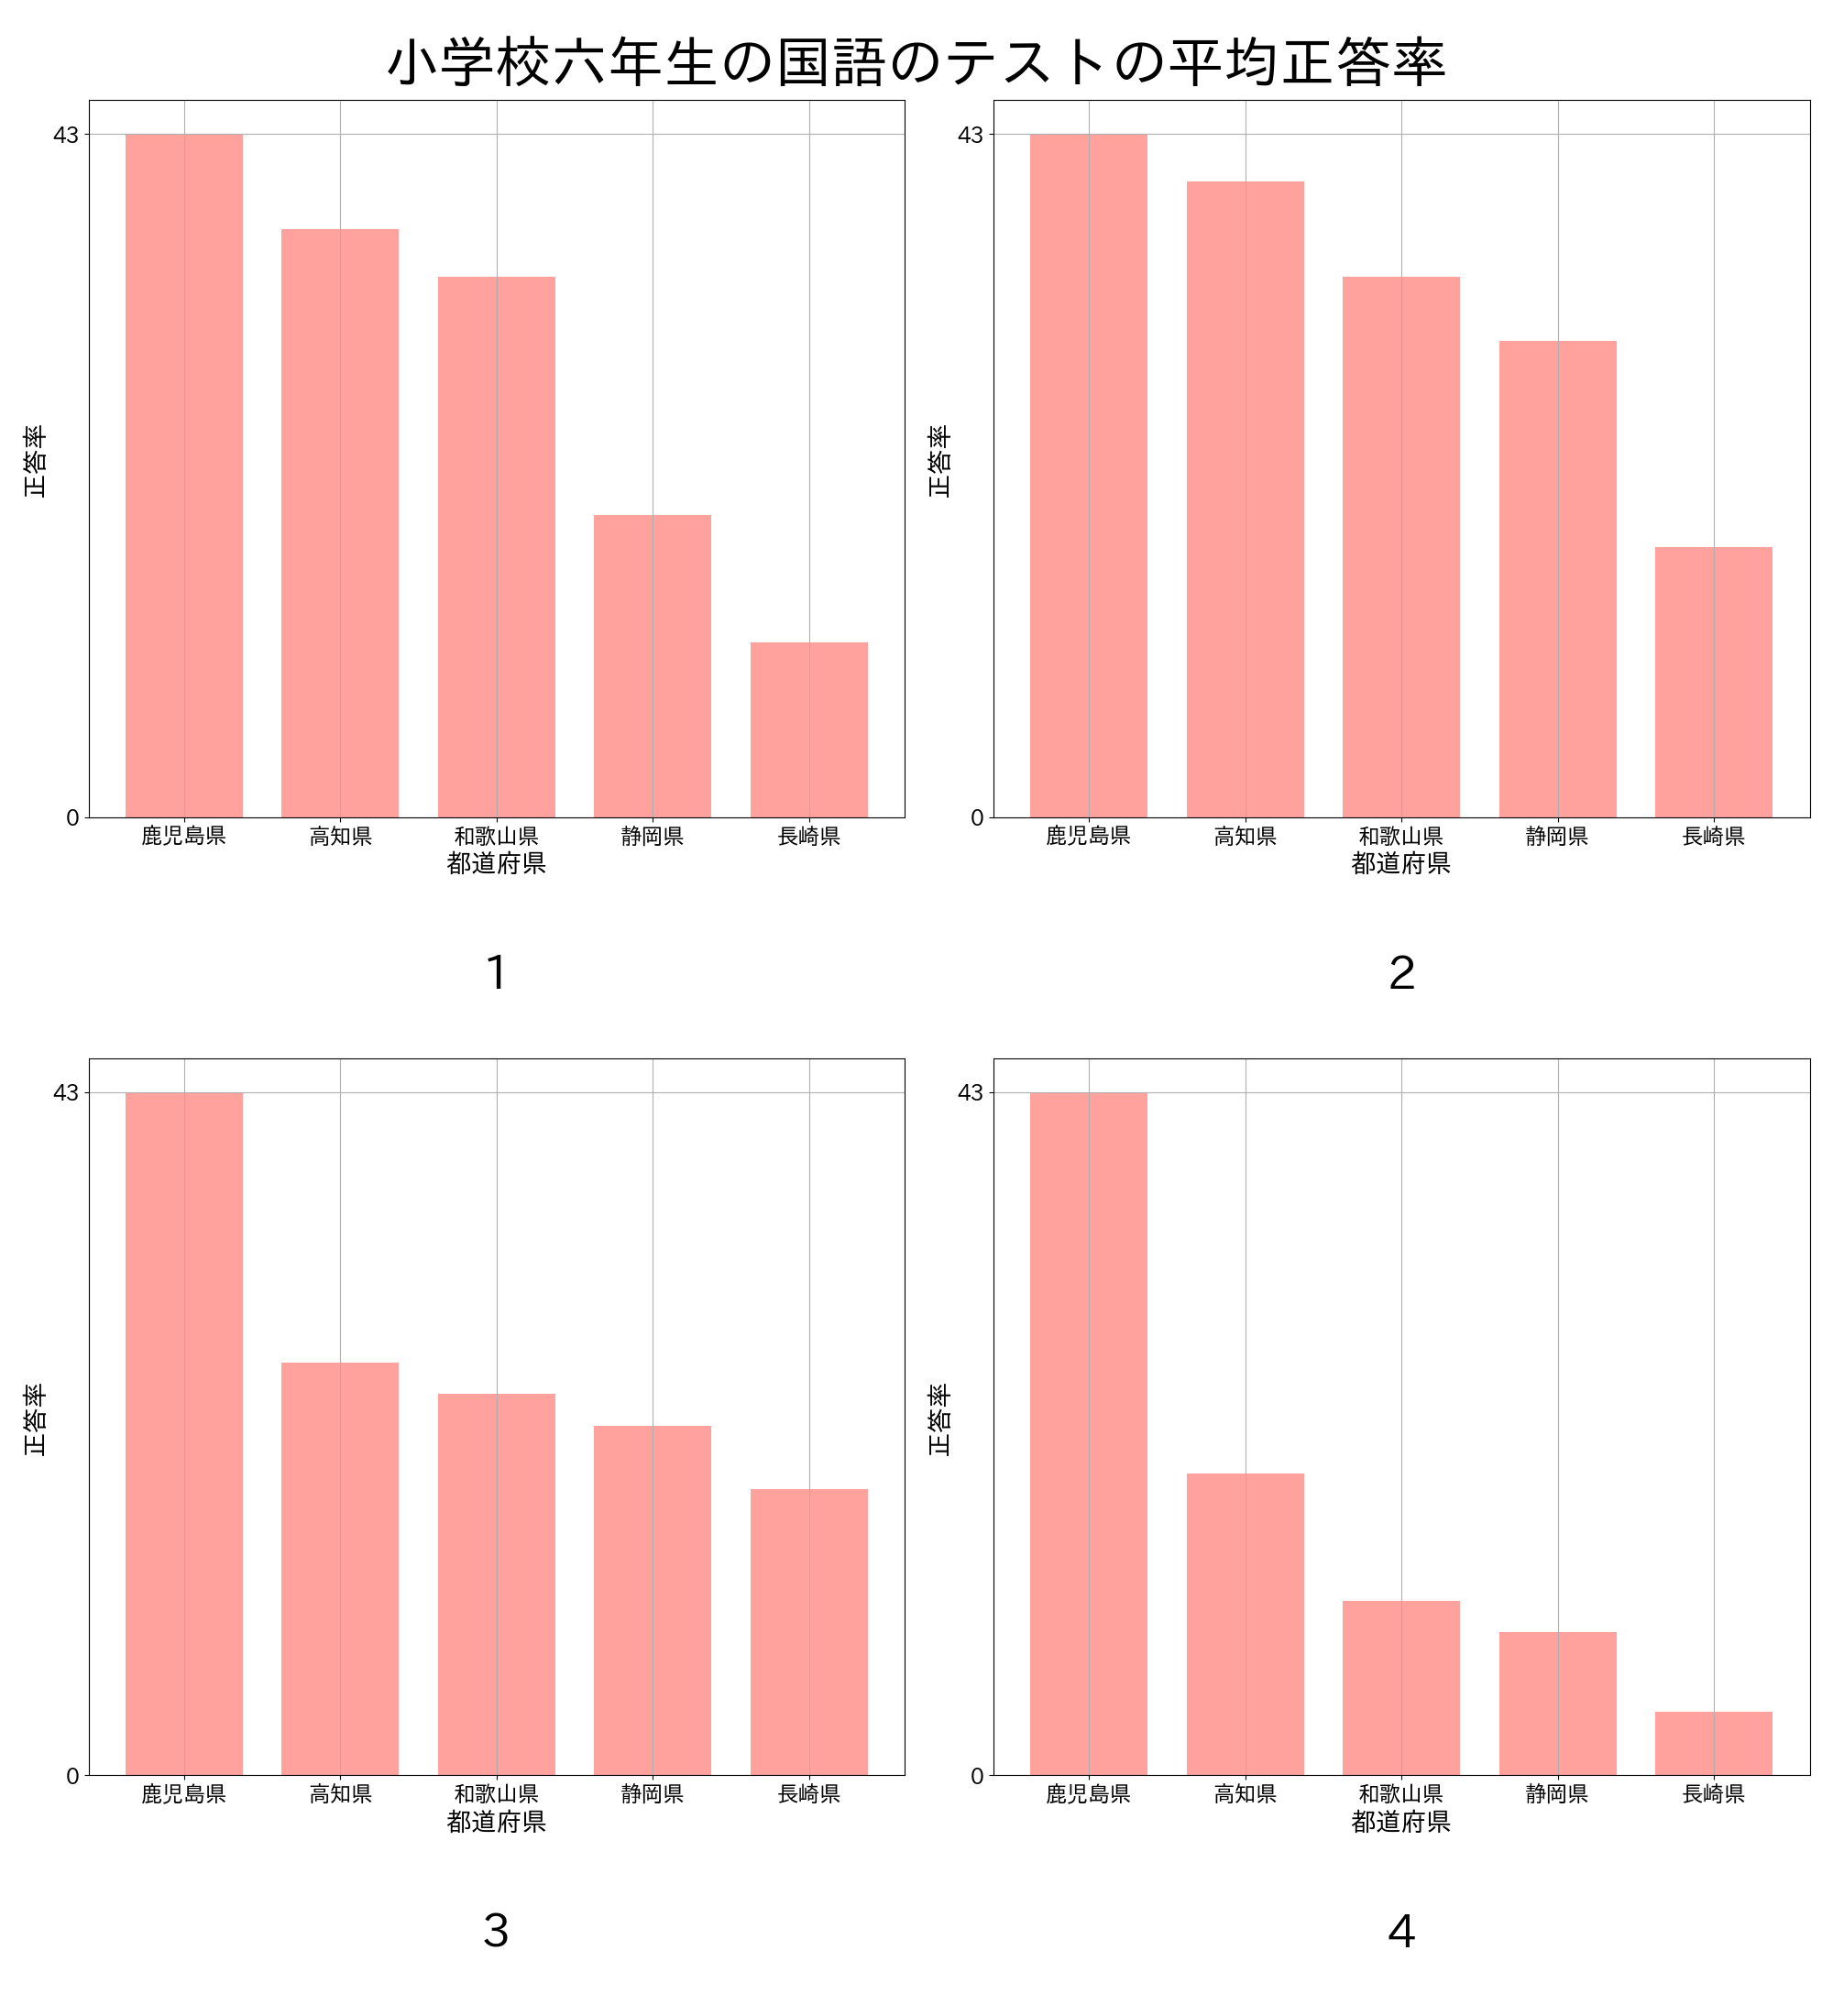 小学校六年生の国語のテストの平均正答率
43
正答率
0
鹿児島県 高知県 和歌山県 静岡県 長崎県
都道府県
1
43
正答率
0
鹿児島県 高知県 和歌山県 静岡県 長崎県
都道府県
2
43
正答率
0
鹿児島県 高知県 和歌山県 静岡県 長崎県
都道府県
3
43
正答率
0
鹿児島県 高知県 和歌山県 静岡県 長崎県
都道府県
4